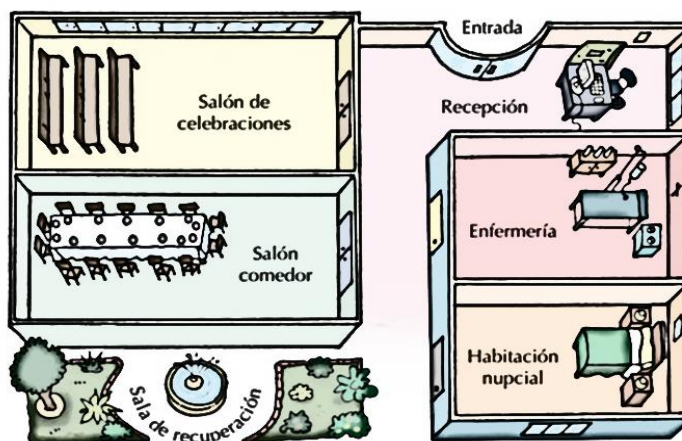 Entrada
Salón de
celebraciones
Recepción
Salón
comedor
Enfermería
Habitación
nupcial
Sala de recuperación